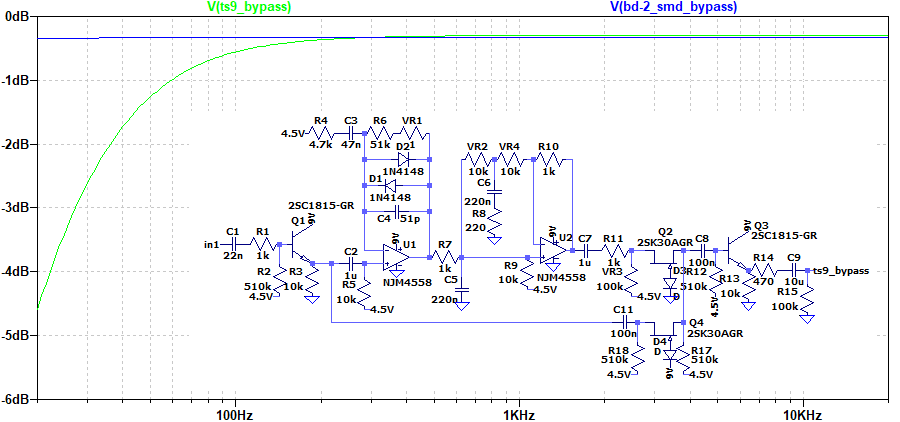 V(ts9_bypass) V(bd-2_smd_bypass)
0dB
-1dB
-2dB
-3dB
-4dB
-5dB
-6dB
100Hz 1KHz 10KHz
4.5V R4 4.7k C3 47n R6 51k VR1
D2 1
1N4148
D1
1N4148
C4 51p
in1 C1 22n R1 1k
R2 510k 4.5V
Q1 2SC1815-GR 9V
R3 10k
C2 1u
R5 10k 4.5V
U1 9V NJM4558
R7 1k
C5 220n
VR2 10k VR4 10k R10 1k
C6 220n
R8 220
R9 10k 4.5V
U2 9V NJM4558
C7 1u
R11 1k
VR3 100k 4.5V
Q2 2SK30AGR
D3 D 9V
C8 100n
R12 510k 4.5V
Q3 2SC1815-GR 9V
R13 10k
R14 470
C9 10u
ts9_bypass
R15 100k
C11 100n
R18 510k 4.5V
Q4 2SK30AGR
D4 D 9V
R17 510k 4.5V